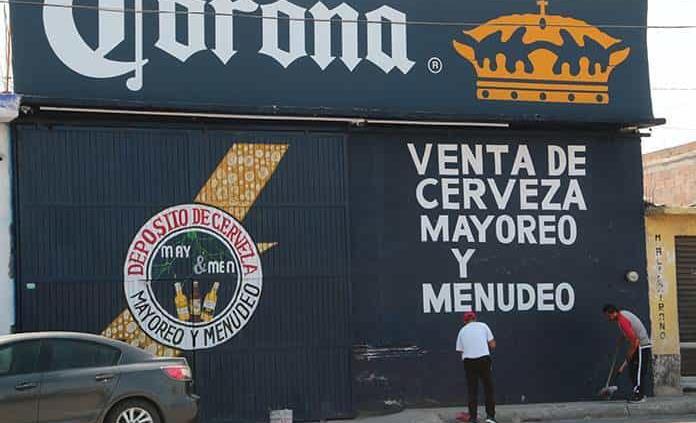 Corona ®
VENTA DE
CERVEZA
MAYOREO
Y
MENUDEO
DEPOSITO DE CERVEZA
MAY
& MEN
MAYOREO Y MENUDEO